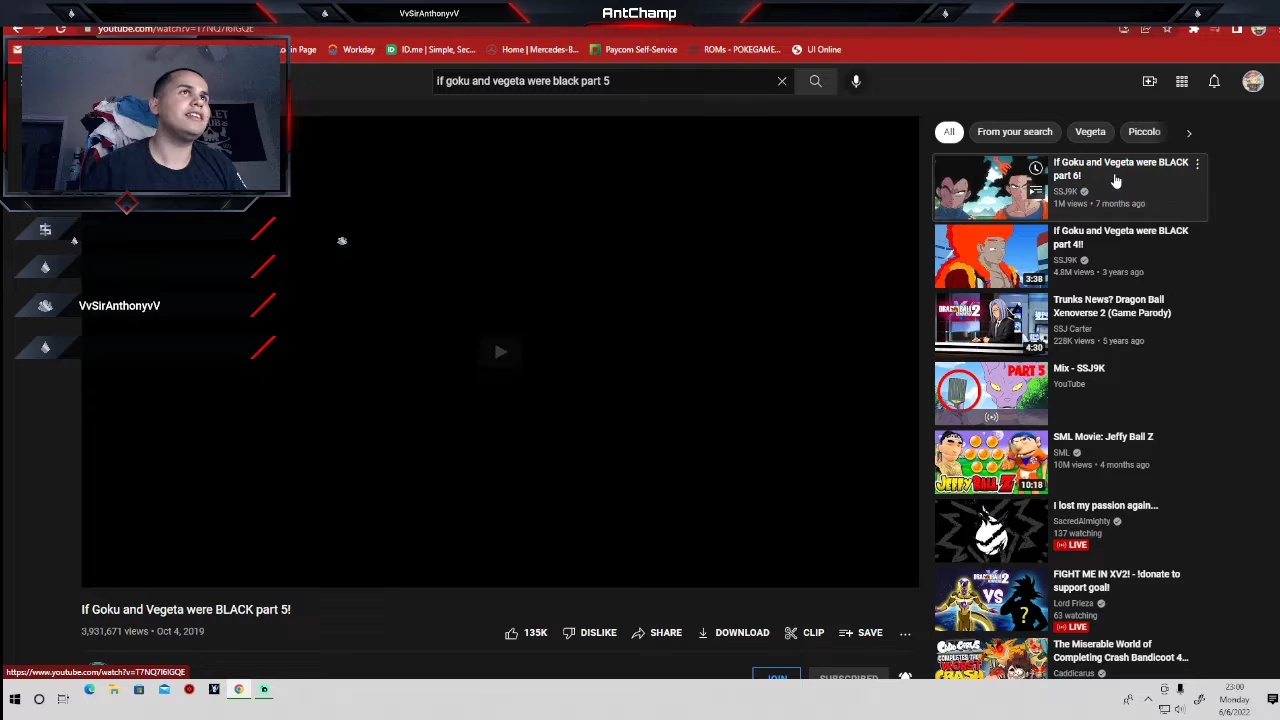 VvSirAnthonyvV
AntChamp
youtube.com/watch?v=T7NQ7I6IGQE
in Page
Workday
ID.me | Simple, Sec...
Home | Mercedes-B...
Paycom Self-Service
ROMs - POKEGAME...
UI Online
if goku and vegeta were black part 5
All
From your search
Vegeta
Piccolo
If Goku and Vegeta were BLACK
part 6!
SSJ9K
1M views • 7 months ago
If Goku and Vegeta were BLACK
part 4!!
SSJ9K
4.8M views • 3 years ago
3:38
Trunks News? Dragon Ball
Xenoverse 2 (Game Parody)
SSJ Carter
228K views • 5 years ago
4:30
VvSirAnthonyvV
PART 5
Mix - SSJ9K
YouTube
SML Movie: Jeffy Ball Z
SML
10M views • 4 months ago
JEFFY BALL Z
10:18
I lost my passion again...
SacredAlmighty
137 watching
LIVE
FIGHT ME IN XV2! - !donate to
support goal!
Lord Frieza
63 watching
LIVE
VS
?
If Goku and Vegeta were BLACK part 5!
3,931,671 views • Oct 4, 2019
135K
DISLIKE
SHARE
DOWNLOAD
CLIP
SAVE
The Miserable World of
Completing Crash Bandicoot 4...
Caddicarus
https://www.youtube.com/watch?v=T7NQ7I6IGQE
JOIN
SUBSCRIBED
23:00
Monday
6/6/2022